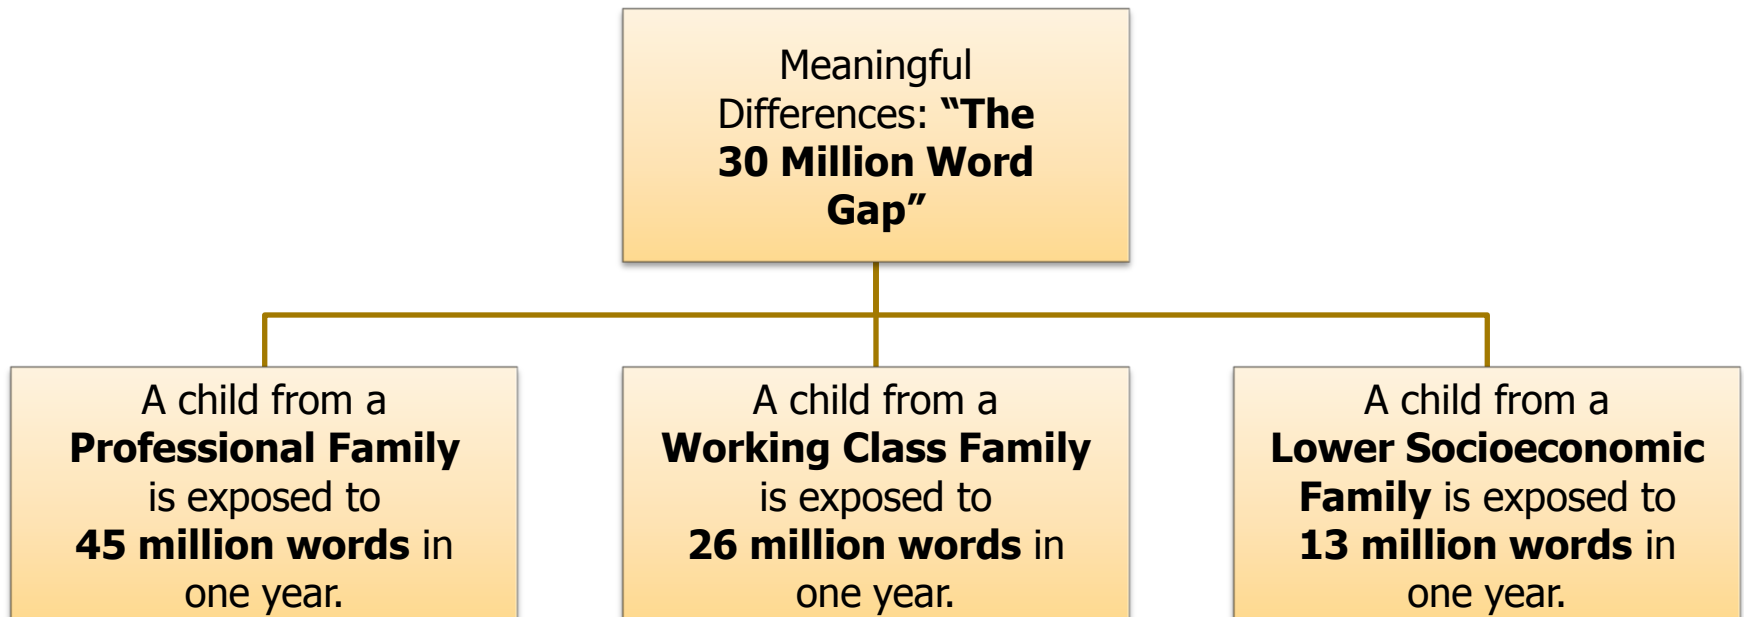 Meaningful
Differences: “The
30 Million Word
Gap”
A child from a
Professional Family
is exposed to
45 million words in
one year.
A child from a
Working Class Family
is exposed to
26 million words in
one year.
A child from a
Lower Socioeconomic
Family is exposed to
13 million words in
one year.